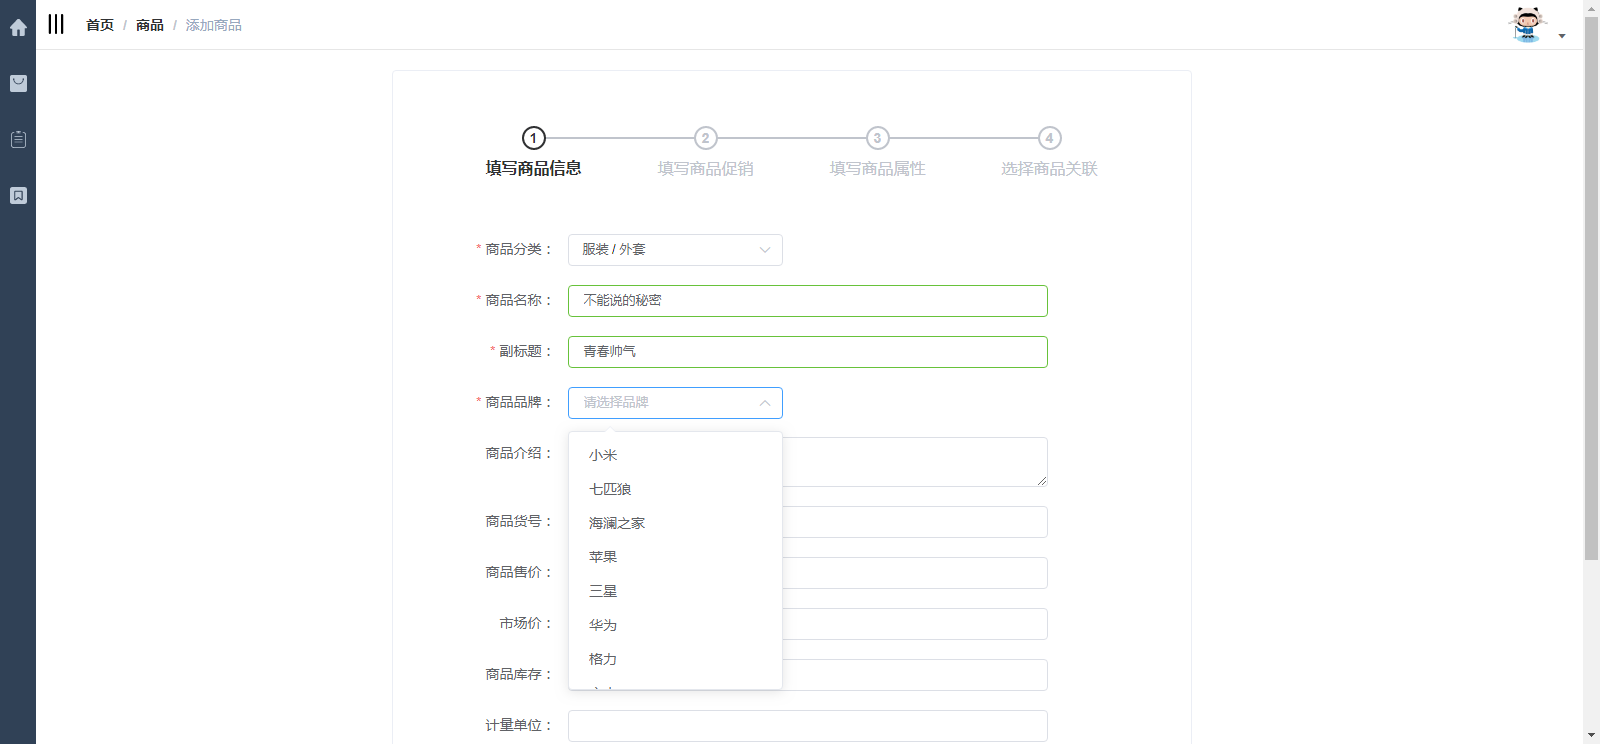 首页 / 商品 / 添加商品
1 2 3 4
填写商品信息 填写商品促销 填写商品属性 选择商品关联
* 商品分类： 服装 / 外套
* 商品名称： 不能说的秘密
* 副标题： 青春帅气
* 商品品牌： 请选择品牌
商品介绍：
小米
七匹狼
商品货号：
海澜之家
苹果
商品售价：
三星
市场价：
华为
格力
商品库存：
计量单位：